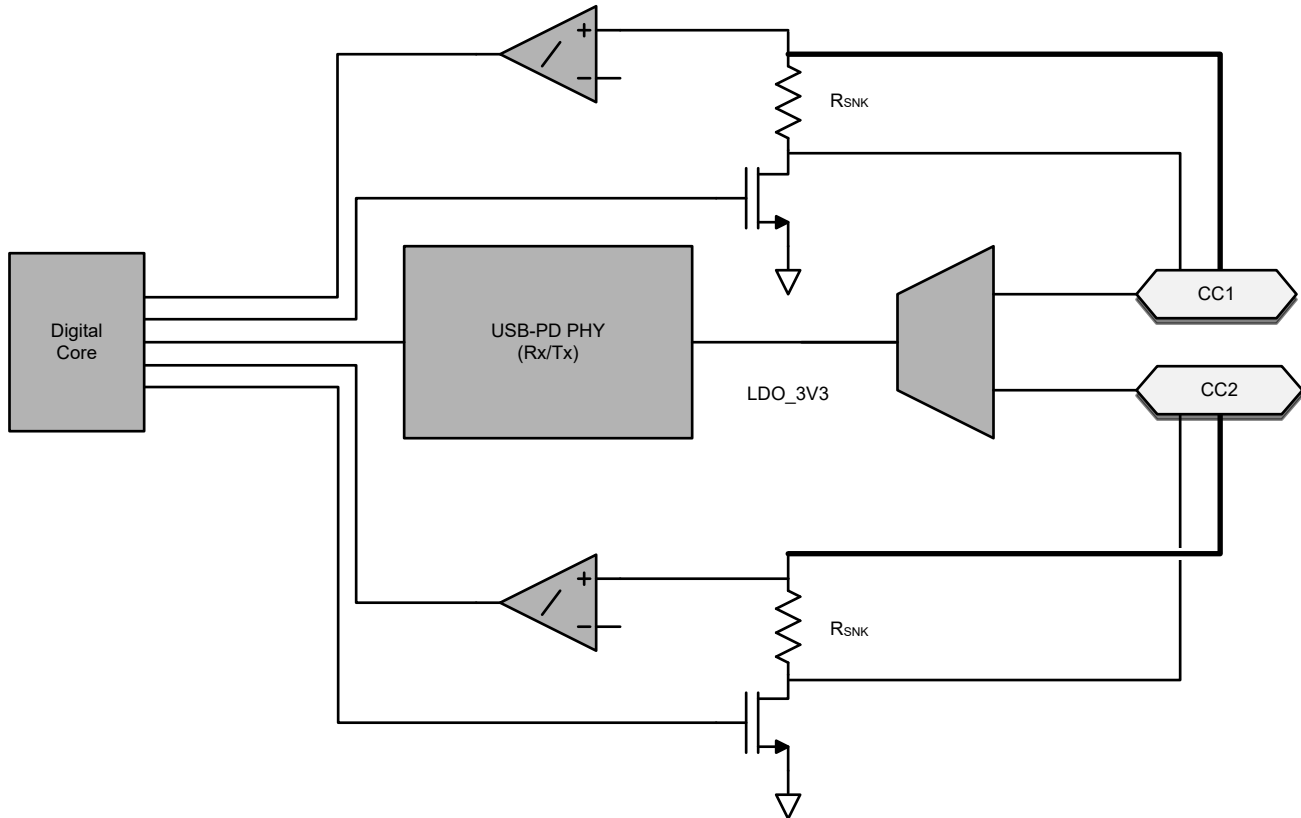 +
−
RSNK
Digital
Core
USB-PD PHY
(Rx/Tx)
LDO_3V3
CC1
CC2
+
−
RSNK